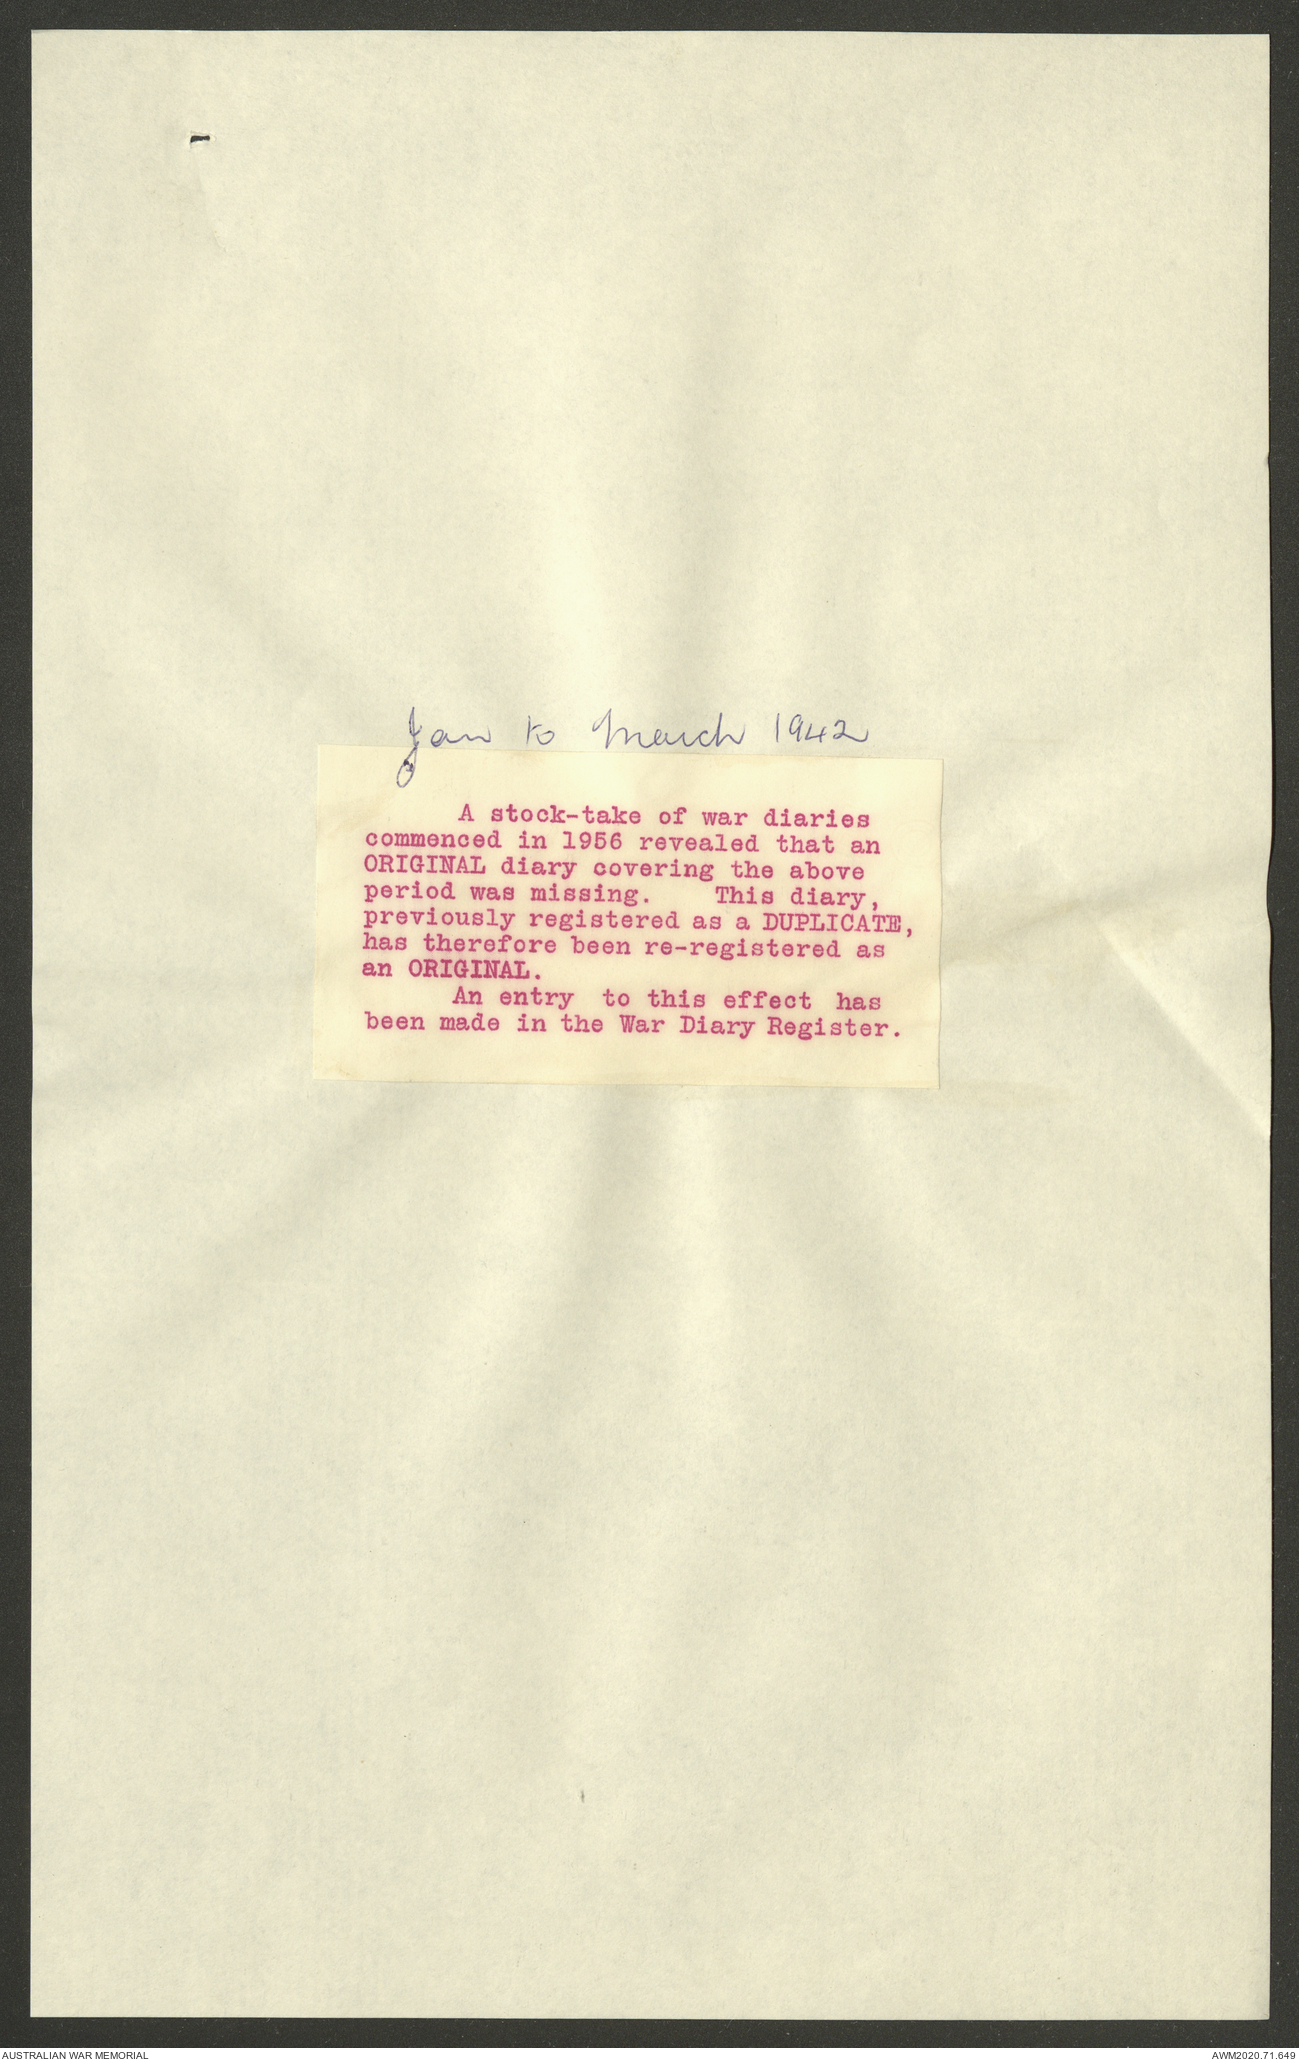 Jan to March 1942
A stock-take of war diaries
commenced in 1956 revealed that an
ORIGINAL diary covering the above
period was missing. This diary,
previously registered as a DUPLICATE,
has therefore been re-registered as
an ORIGINAL.
An entry to this effect has
been made in the War Diary Register.
AUSTRALIAN WAR MEMORIAL
AWM2020.71.649